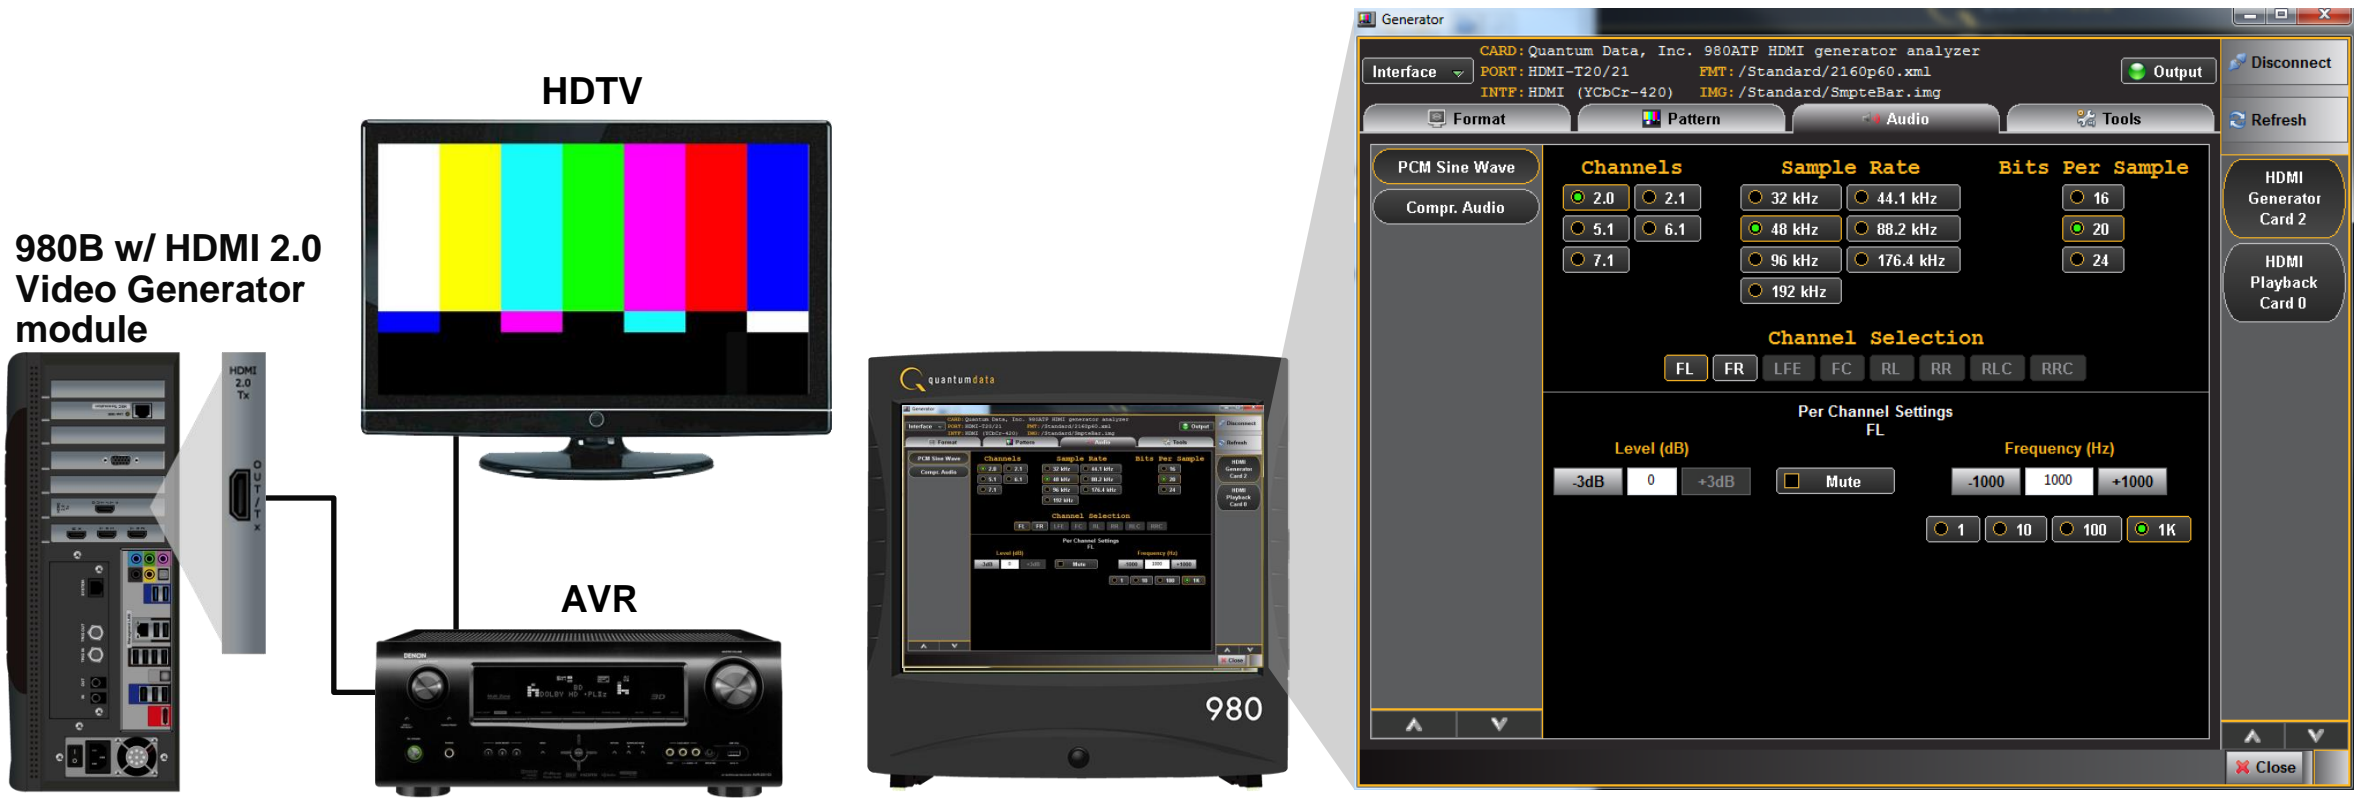 HDTV
980B w/ HDMI 2.0
Video Generator
module
HDMI
2.0
Tx
OUT/Tx
AVR
DENON
DOLBY HD +PLIIz
3D
quantumdata
980
Generator
CARD: Quantum Data, Inc. 980ATP HDMI generator analyzer
Interface
PORT: HDMI-T20/21 FMT: /Standard/2160p60.xml
INTF: HDMI (YCbCr-420) IMG: /Standard/SmpteBar.img
Output
Disconnect
Refresh
Format Pattern Audio Tools
PCM Sine Wave
Compr. Audio
Channels Sample Rate Bits Per Sample
2.0 2.1 32 kHz 44.1 kHz 16
5.1 6.1 48 kHz 88.2 kHz 20
7.1 96 kHz 176.4 kHz 24
192 kHz
Channel Selection
FL FR LFE FC RL RR RLC RRC
Per Channel Settings
FL
Level (dB) Frequency (Hz)
-3dB 0 +3dB Mute -1000 1000 +1000
1 10 100 1K
HDMI
Generator
Card 2
HDMI
Playback
Card 0
Close